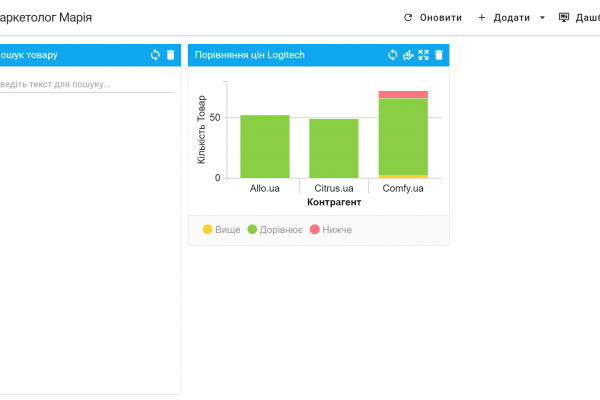 аркетолог Марія
Оновити
Додати
Дашб
ошук товару
Порівняння цін Logitech
ведіть текст для пошуку...
Кількість Товар
50
0
Allo.ua
Citrus.ua
Comfy.ua
Контрагент
Вище
Дорівнює
Нижче